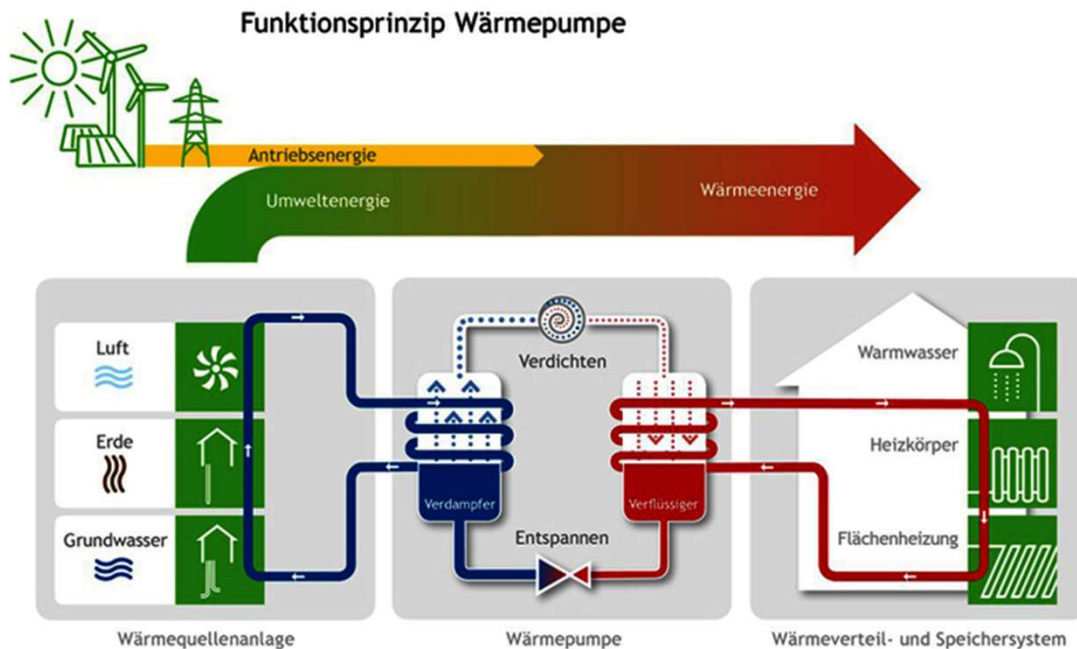 Funktionsprinzip Wärmepumpe
Antriebsenergie
Umweltenergie
Wärmeenergie
Luft
Erde
Grundwasser
Wärmequellenanlage
Verdichten
Verdampfer
Verflüssiger
Entspannen
Wärmepumpe
Warmwasser
Heizkörper
Flächenheizung
Wärmeverteil- und Speichersystem